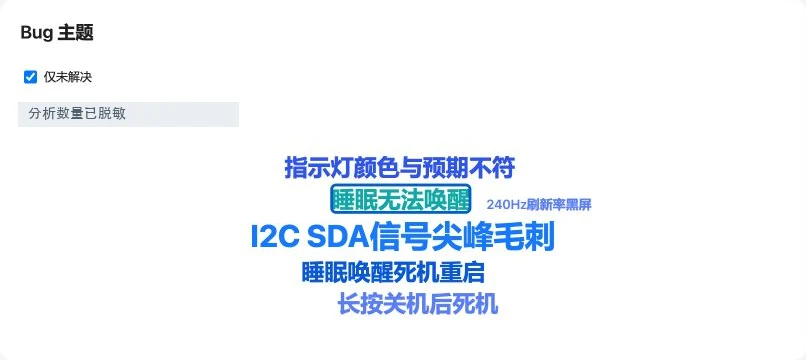 Bug 主题
仅未解决
分析数量已脱敏
指示灯颜色与预期不符
睡眠无法唤醒
240Hz刷新率黑屏
I2C SDA信号尖峰毛刺
睡眠唤醒死机重启
长按关机后死机